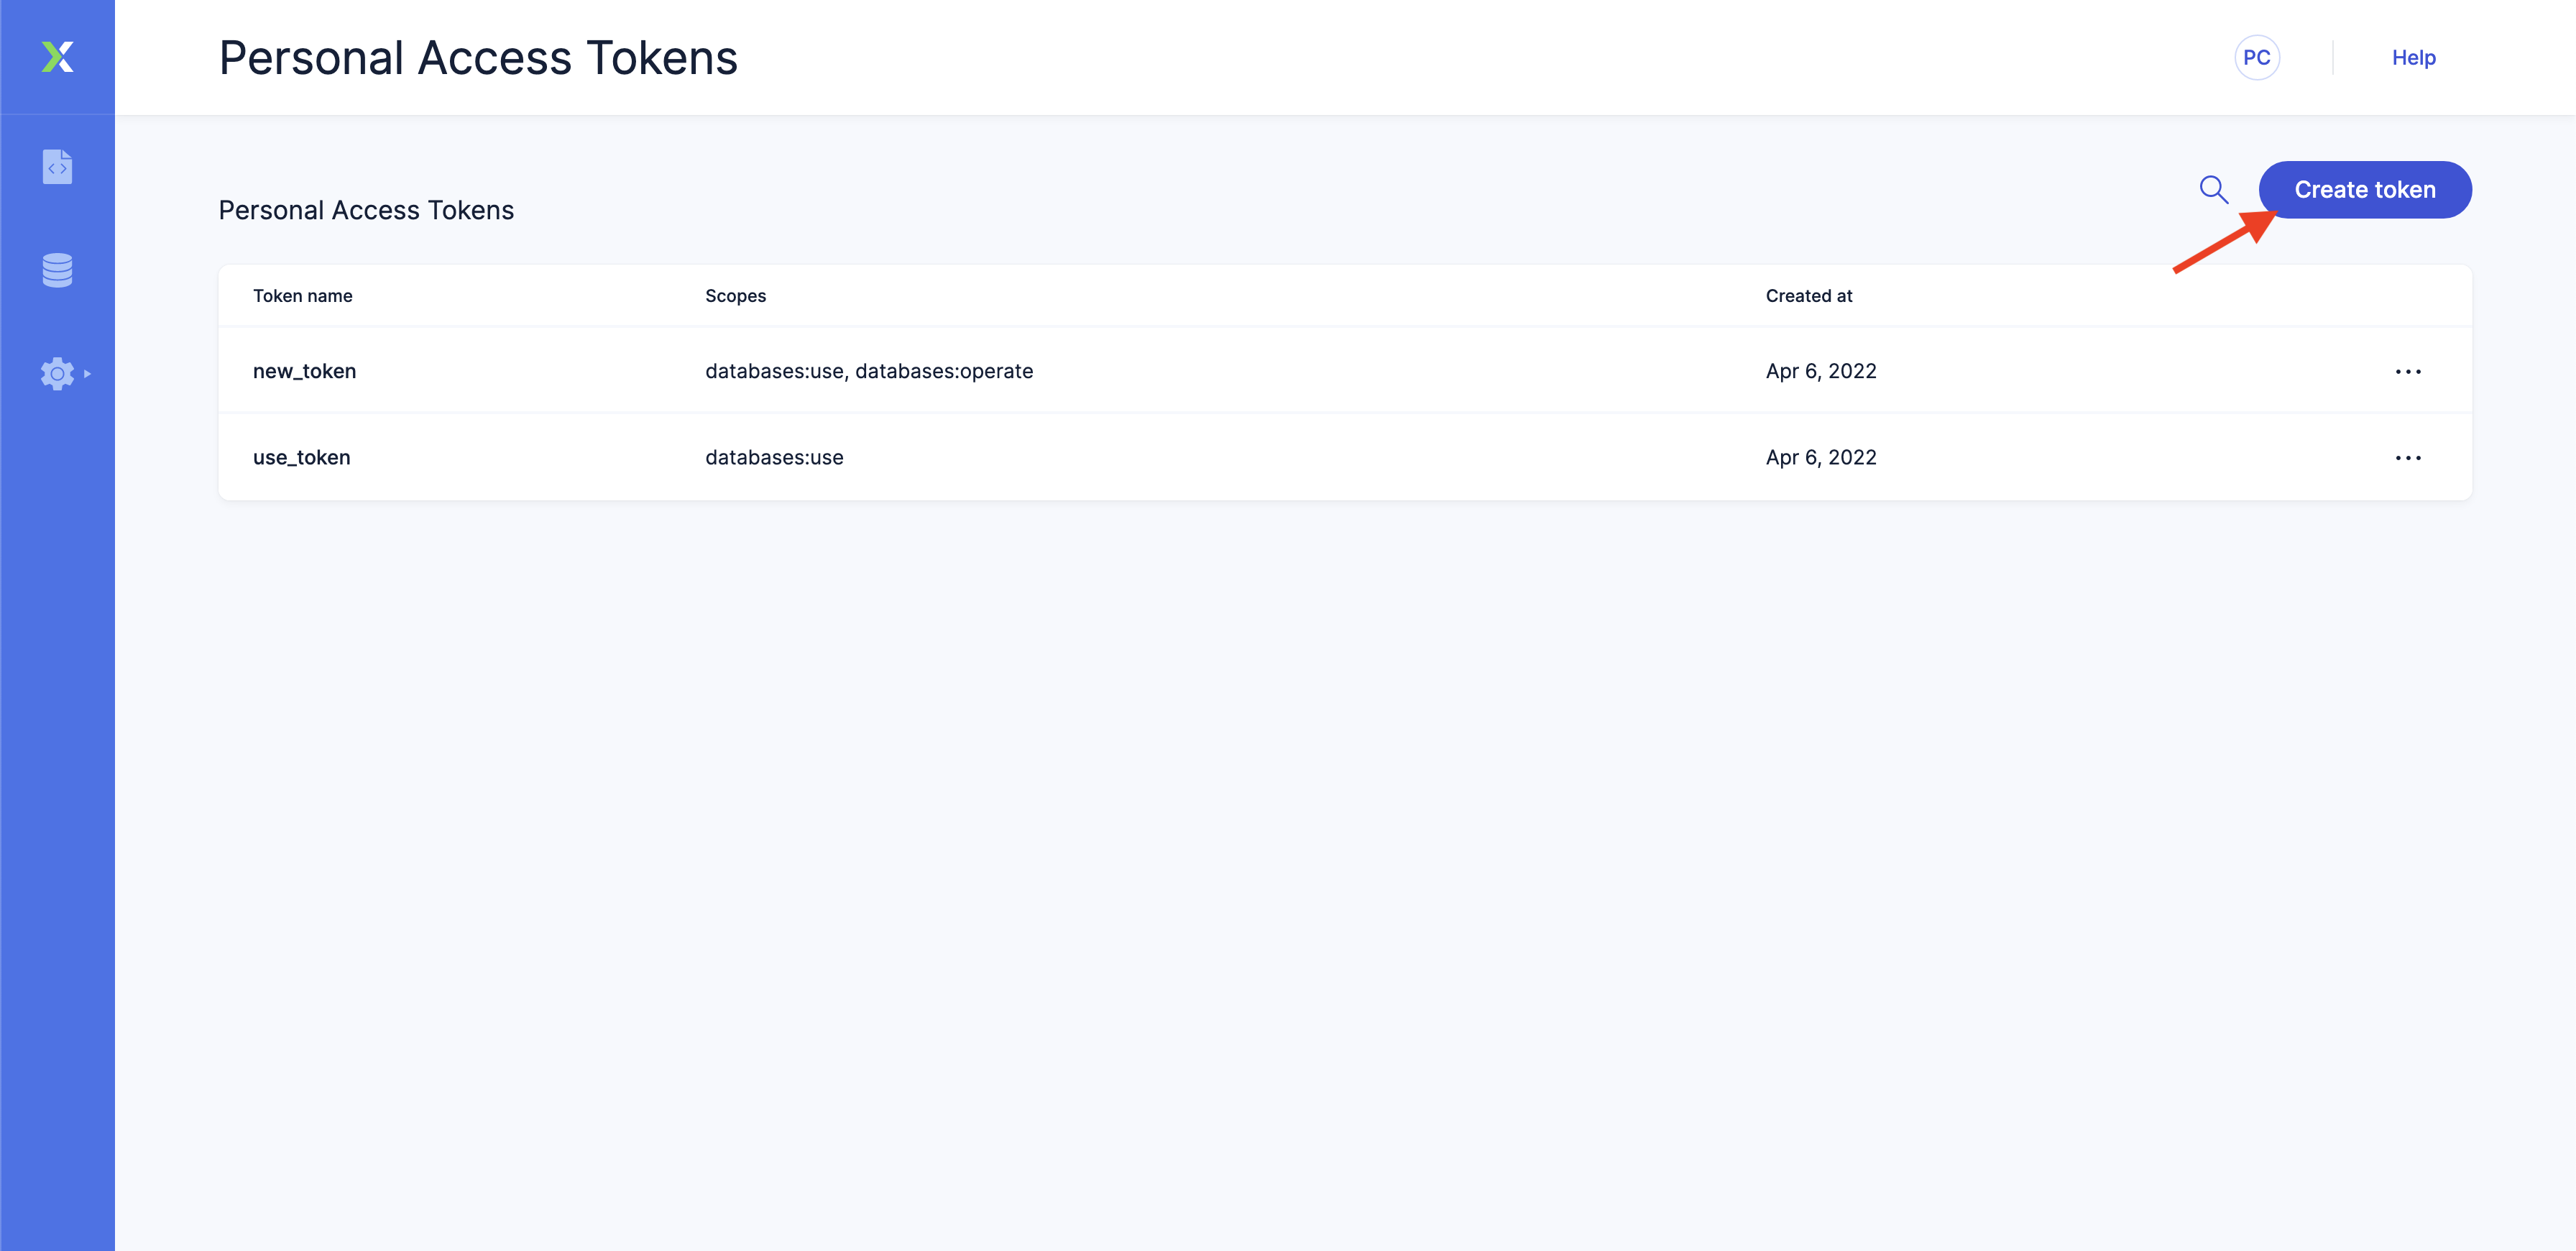 Personal Access Tokens
PC
Help
Personal Access Tokens
Create token
Token name Scopes Created at
new_token databases:use, databases:operate Apr 6, 2022
use_token databases:use Apr 6, 2022